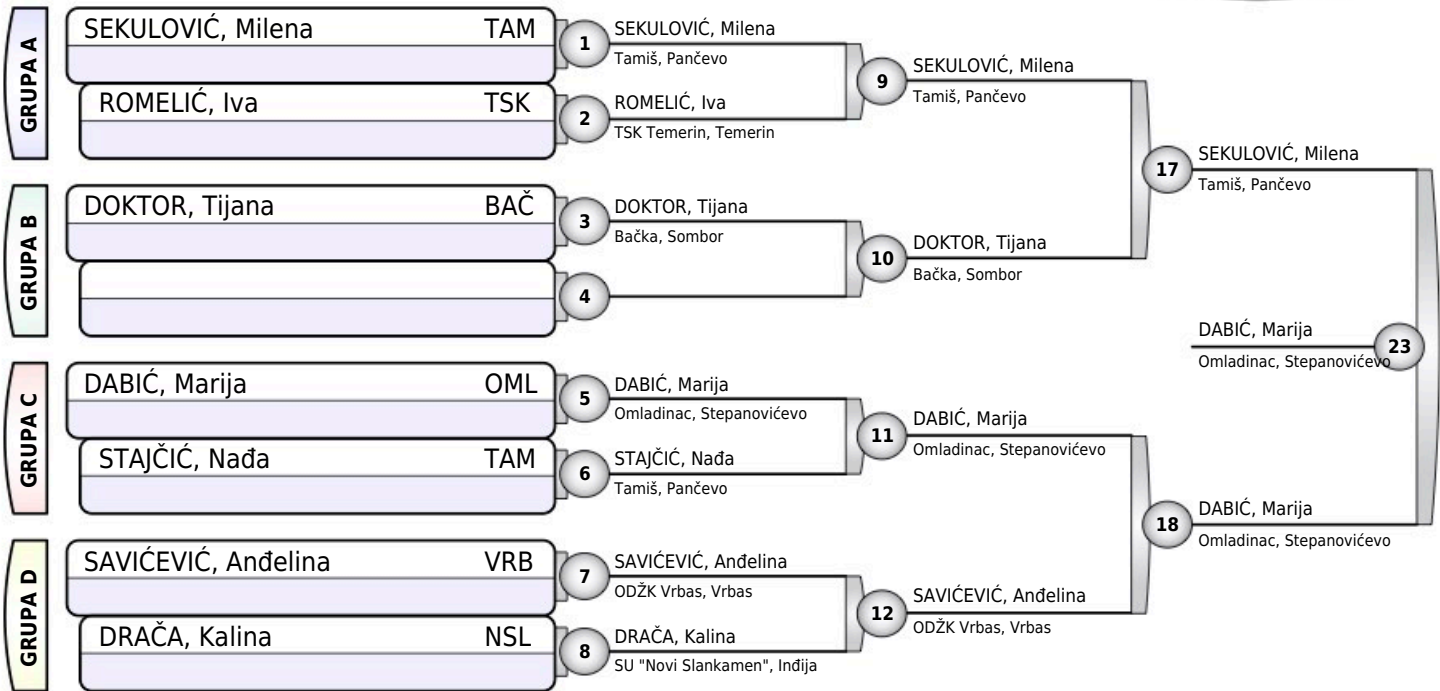 GRUPA A
SEKULOVIĆ, Milena TAM
1
SEKULOVIĆ, Milena
Tamiš, Pančevo
ROMELIĆ, Iva TSK
2
ROMELIĆ, Iva
TSK Temerin, Temerin
9
SEKULOVIĆ, Milena
Tamiš, Pančevo
GRUPA B
DOKTOR, Tijana BAČ
3
DOKTOR, Tijana
Bačka, Sombor
4
10
DOKTOR, Tijana
Bačka, Sombor
17
SEKULOVIĆ, Milena
Tamiš, Pančevo
GRUPA C
DABIĆ, Marija OML
5
DABIĆ, Marija
Omladinac, Stepanovićevo
STAJČIĆ, Nađa TAM
6
STAJČIĆ, Nađa
Tamiš, Pančevo
11
DABIĆ, Marija
Omladinac, Stepanovićevo
GRUPA D
SAVIĆEVIĆ, Anđelina VRB
7
SAVIĆEVIĆ, Anđelina
ODŽK Vrbas, Vrbas
DRAČA, Kalina NSL
8
DRAČA, Kalina
SU "Novi Slankamen", Inđija
12
SAVIĆEVIĆ, Anđelina
ODŽK Vrbas, Vrbas
18
DABIĆ, Marija
Omladinac, Stepanovićevo
DABIĆ, Marija
Omladinac, Stepanovićevo
23